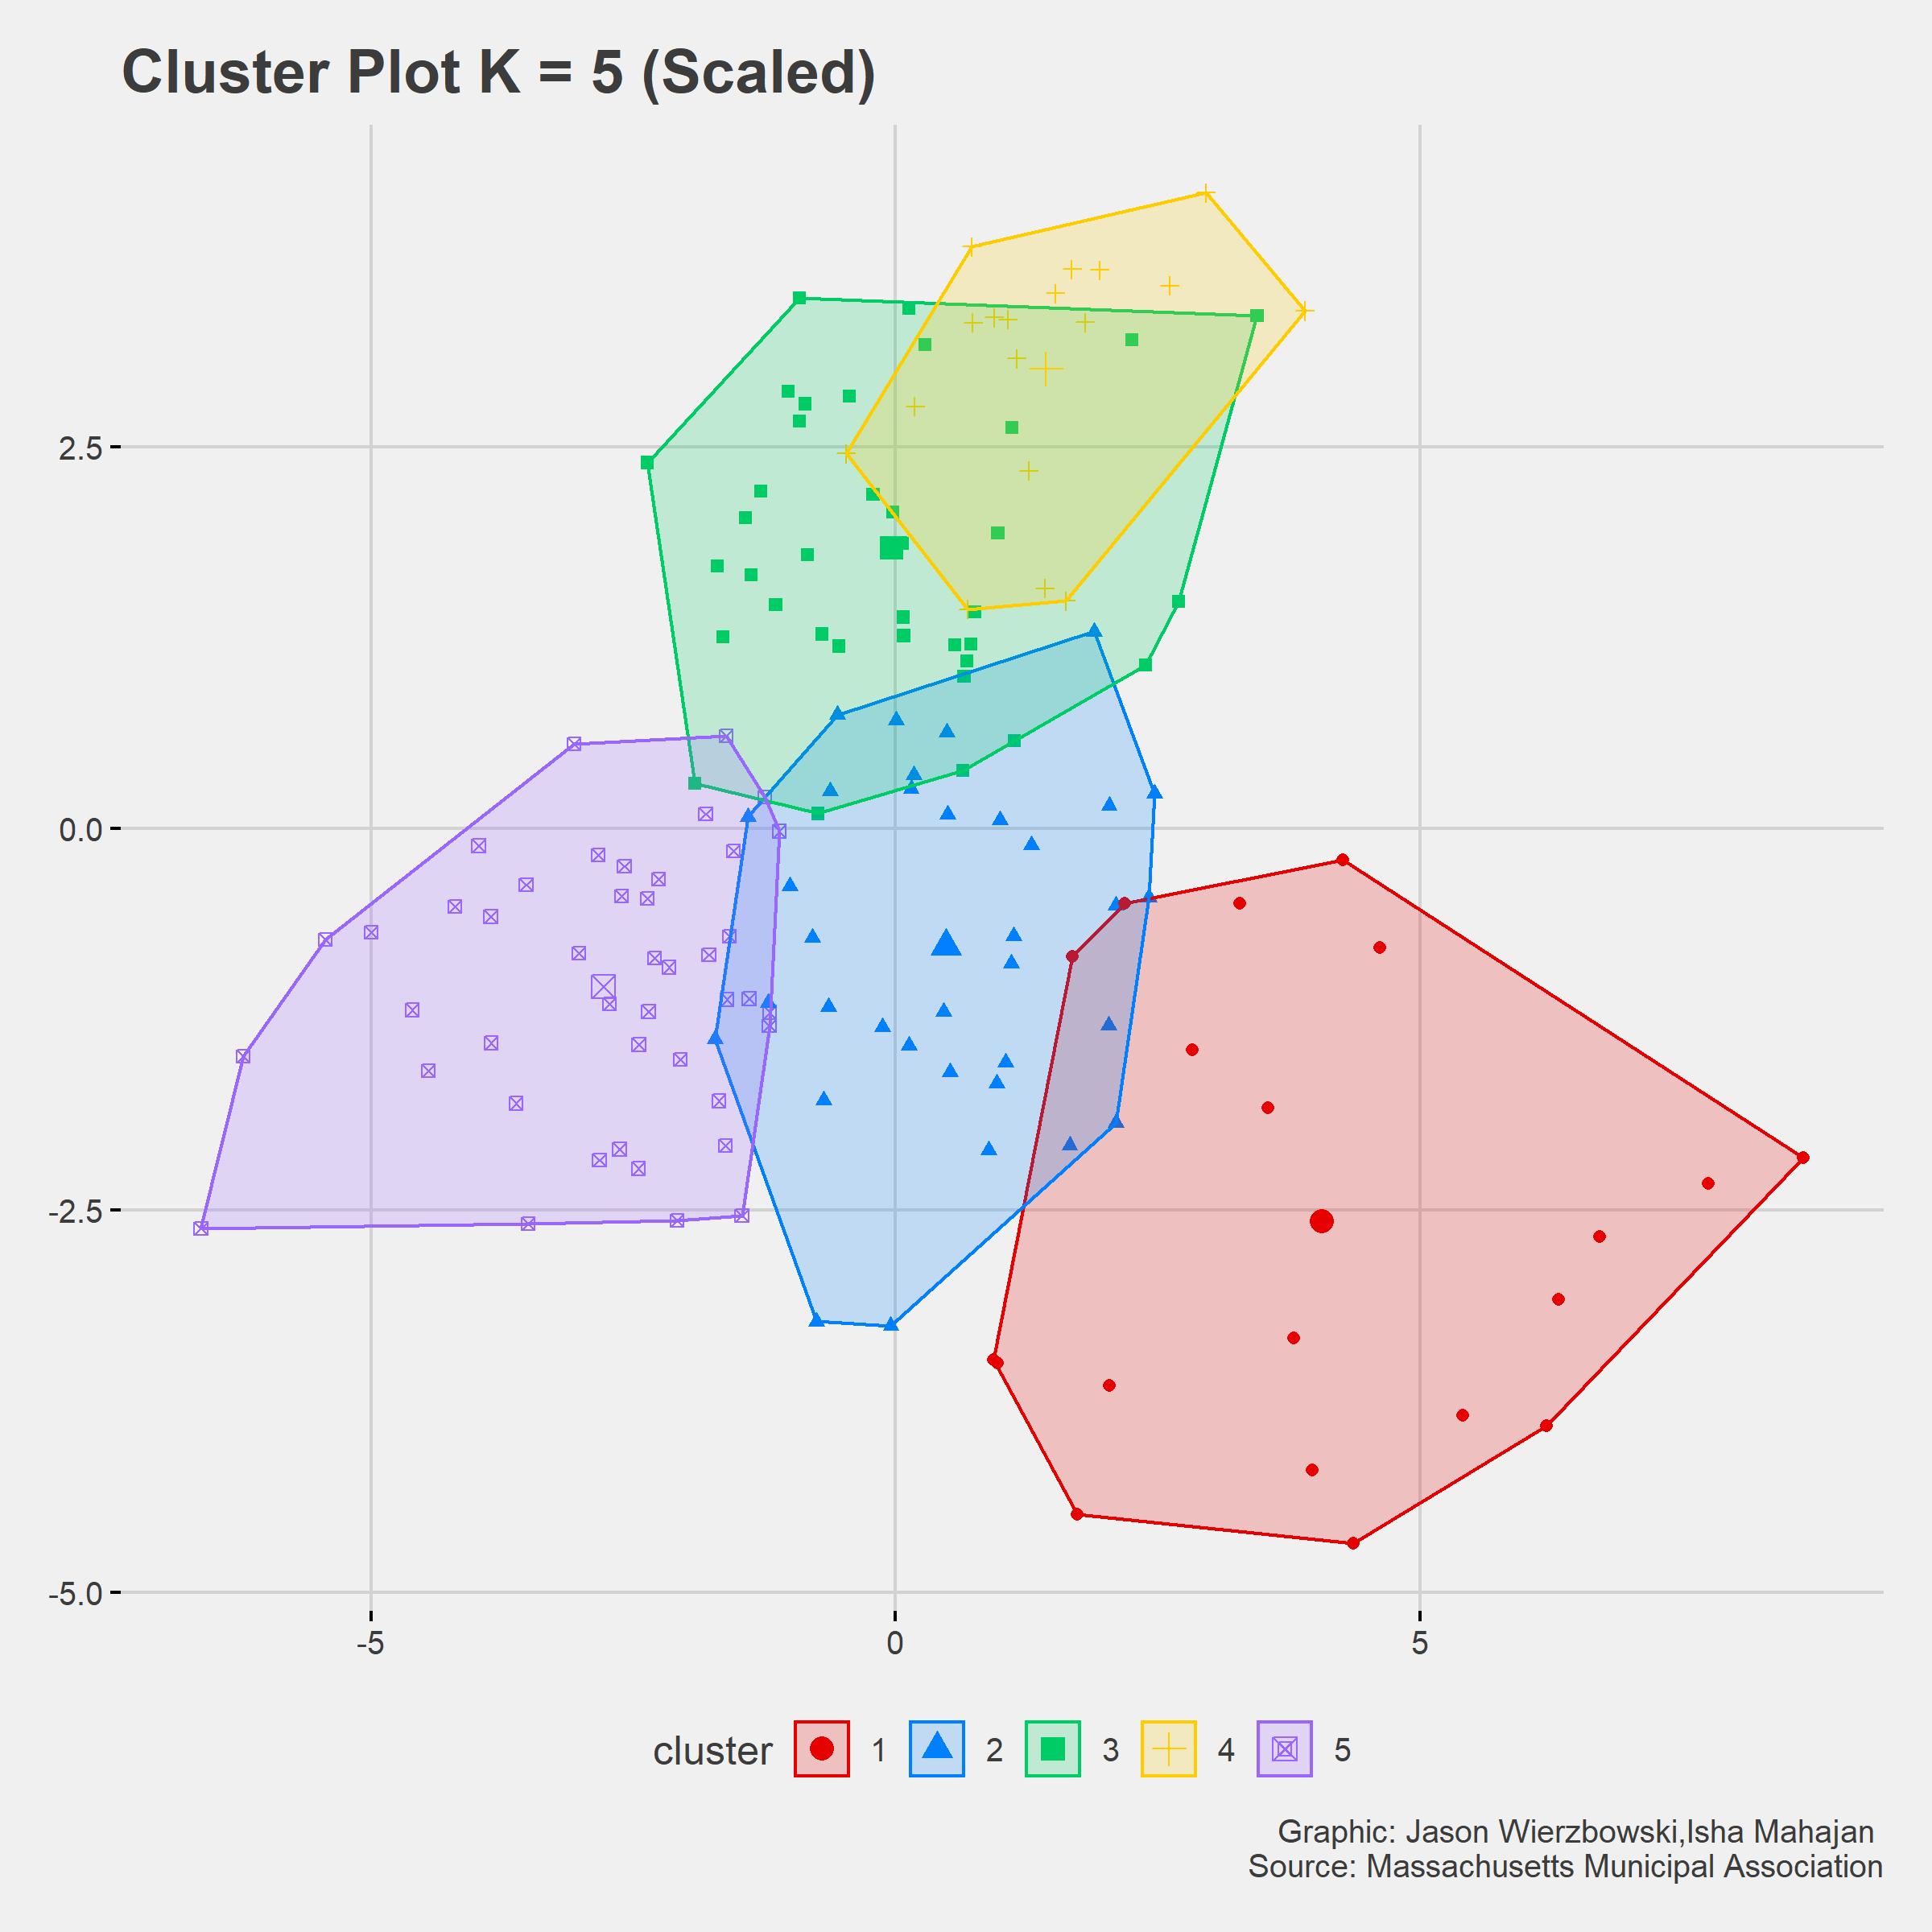 Cluster Plot K = 5 (Scaled)
2.5
0.0
-2.5
-5.0
-5 0 5
cluster 1 2 3 4 5
Graphic: Jason Wierzbowski,Isha Mahajan
Source: Massachusetts Municipal Association